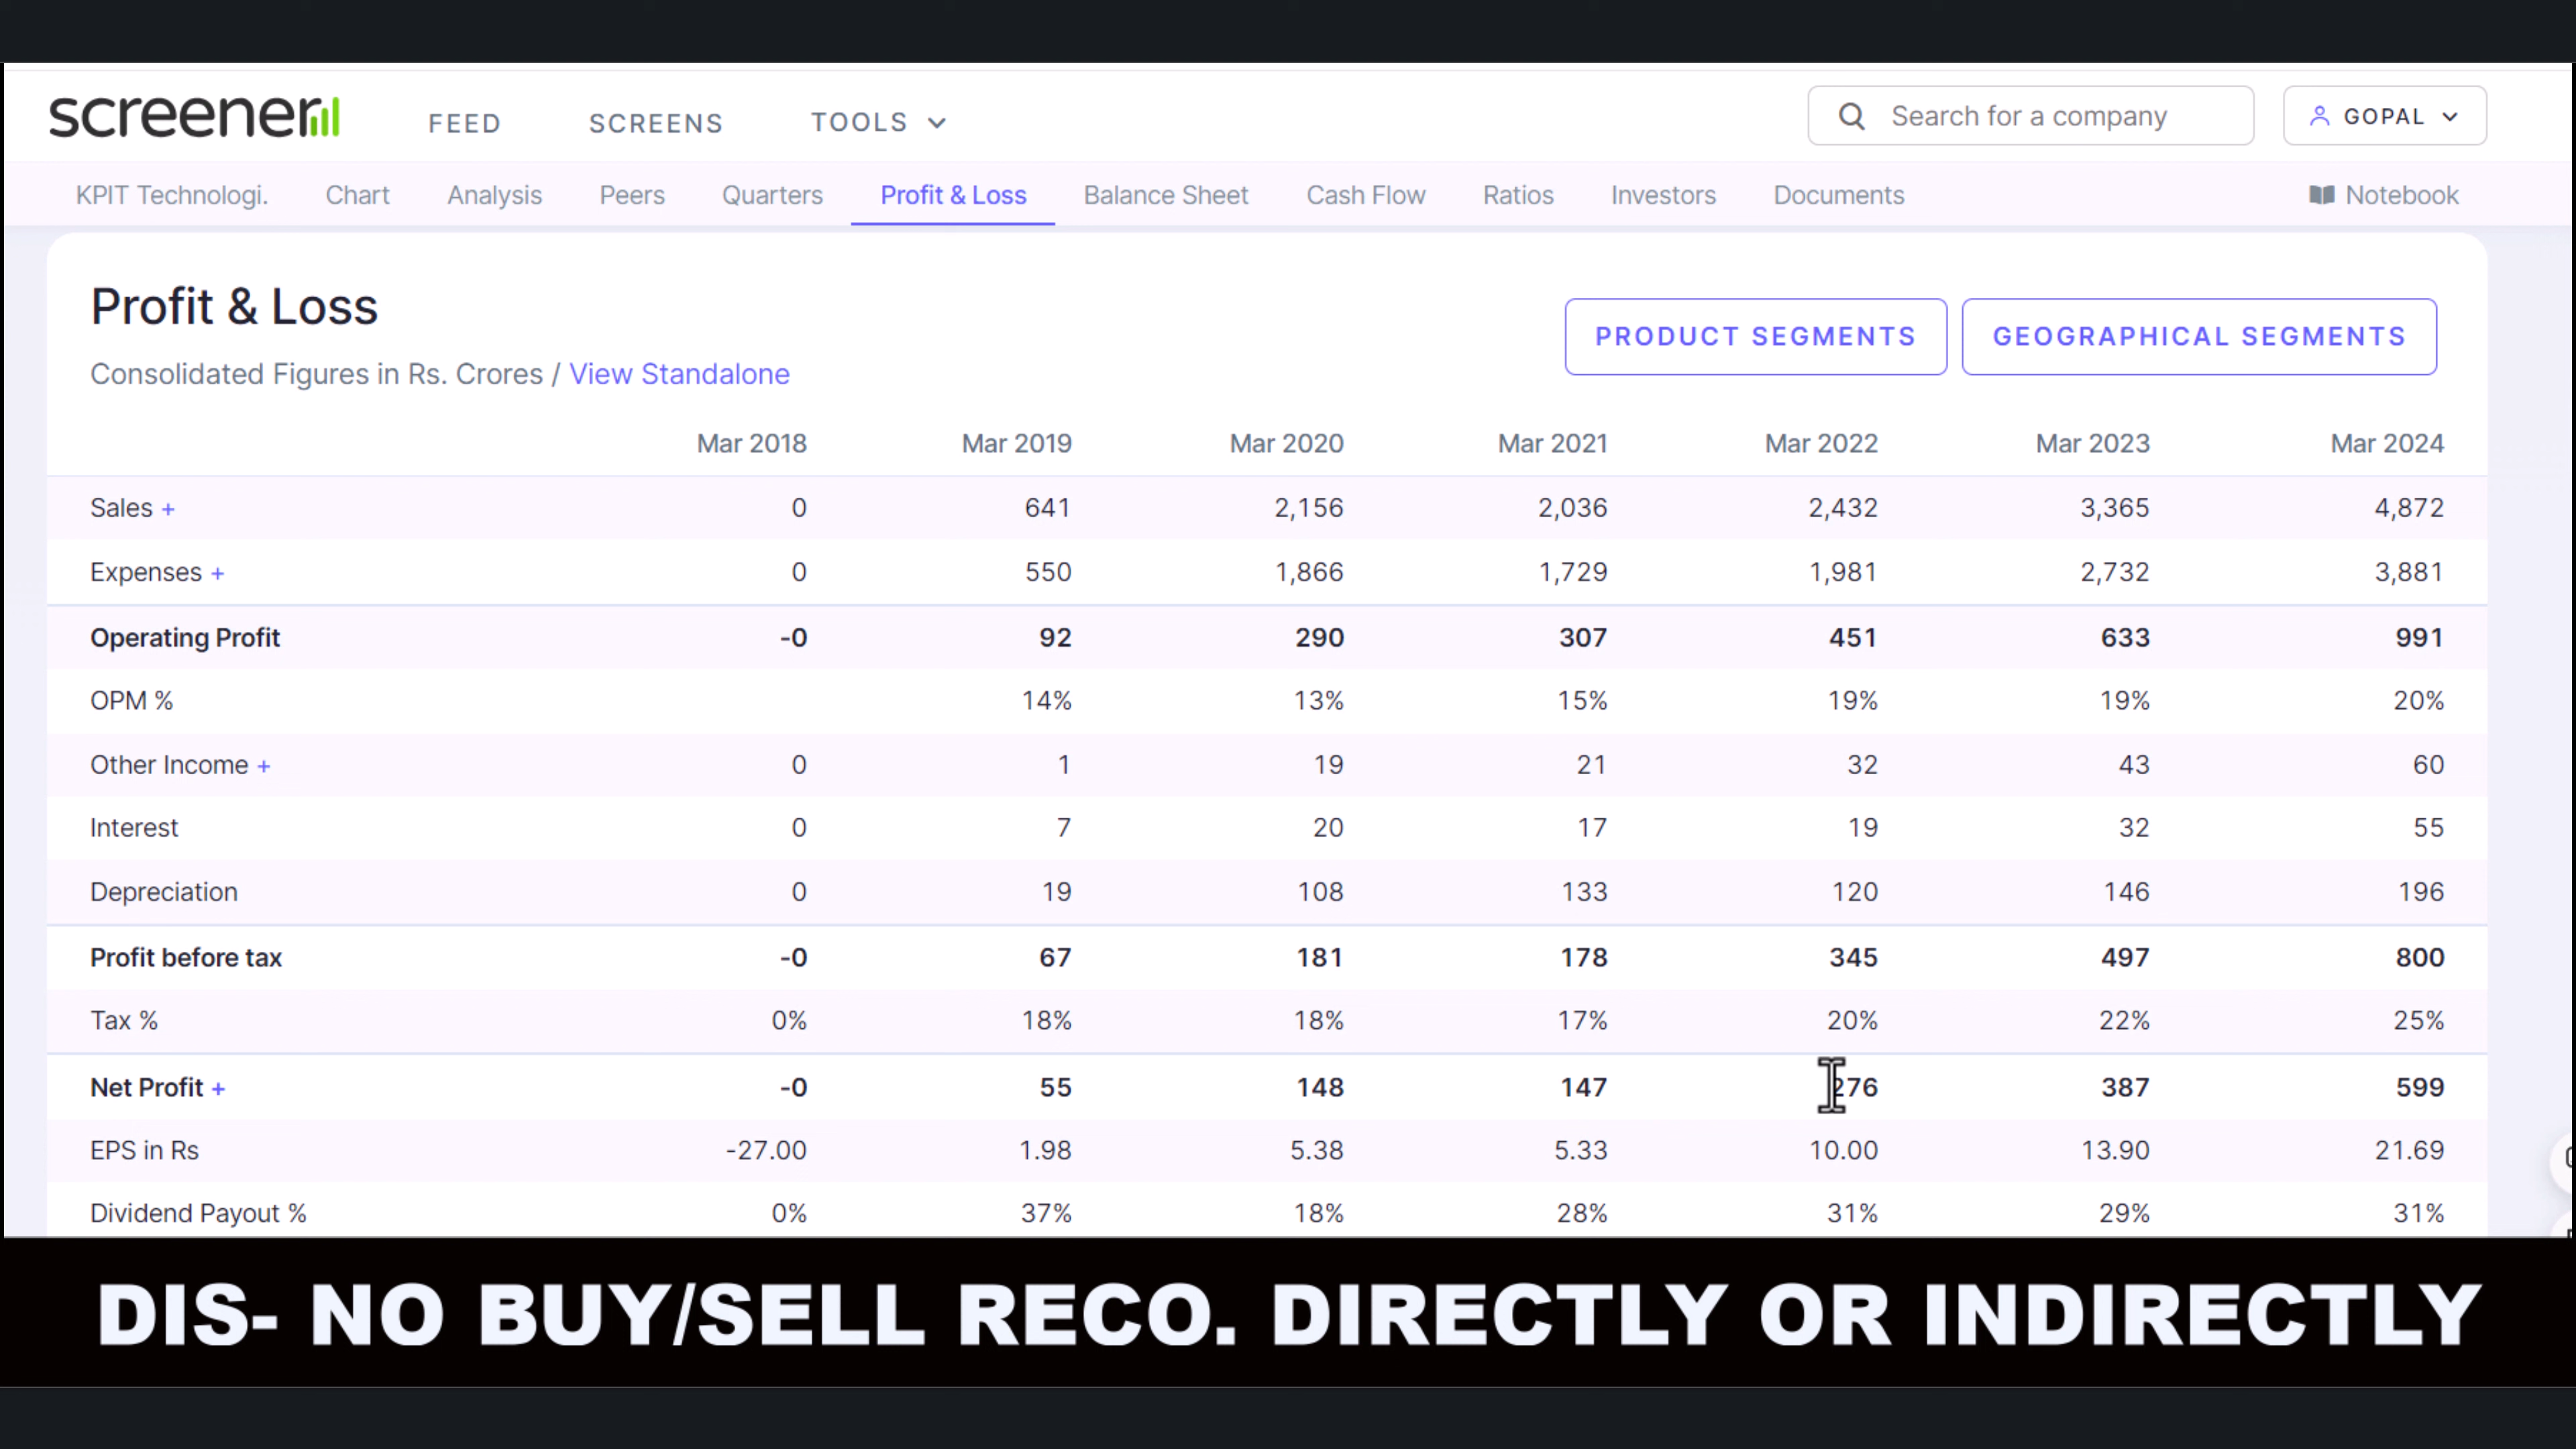 screener FEED SCREENS TOOLS Search for a company GOPAL
KPIT Technologi. Chart Analysis Peers Quarters Profit & Loss Balance Sheet Cash Flow Ratios Investors Documents Notebook
Profit & Loss
PRODUCT SEGMENTS GEOGRAPHICAL SEGMENTS
Consolidated Figures in Rs. Crores / View Standalone
Mar 2018 Mar 2019 Mar 2020 Mar 2021 Mar 2022 Mar 2023 Mar 2024
Sales + 0 641 2,156 2,036 2,432 3,365 4,872
Expenses + 0 550 1,866 1,729 1,981 2,732 3,881
Operating Profit -0 92 290 307 451 633 991
OPM % 14% 13% 15% 19% 19% 20%
Other Income + 0 1 19 21 32 43 60
Interest 0 7 20 17 19 32 55
Depreciation 0 19 108 133 120 146 196
Profit before tax -0 67 181 178 345 497 800
Tax % 0% 18% 18% 17% 20% 22% 25%
Net Profit + -0 55 148 147 276 387 599
EPS in Rs -27.00 1.98 5.38 5.33 10.00 13.90 21.69
Dividend Payout % 0% 37% 18% 28% 31% 29% 31%
DIS- NO BUY/SELL RECO. DIRECTLY OR INDIRECTLY